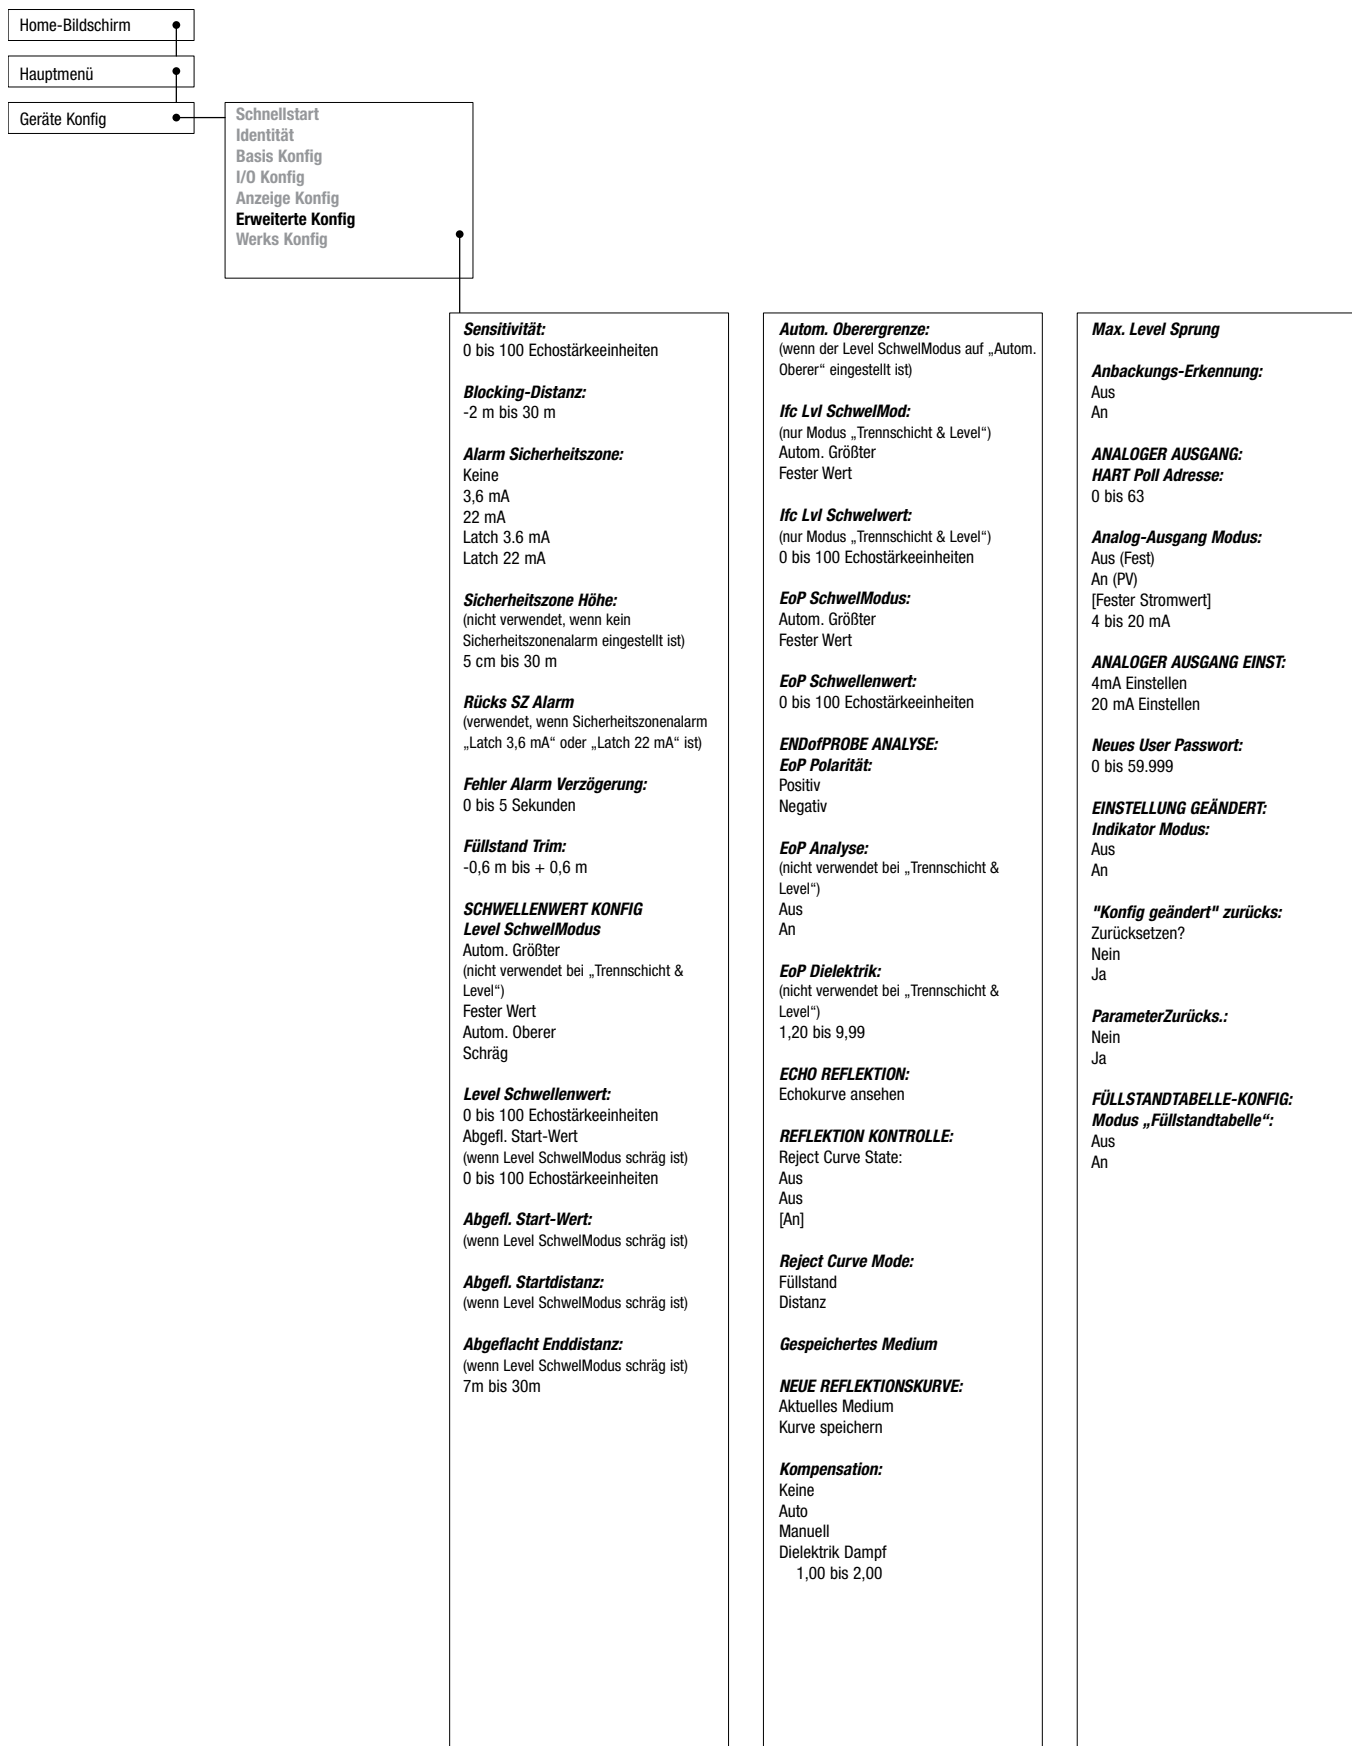 Home-Bildschirm
Hauptmenü
Geräte Konfig
Schnellstart
Identität
Basis Konfig
I/O Konfig
Anzeige Konfig
Erweiterte Konfig
Werks Konfig
Sensitivität:
0 bis 100 Echostärkeeinheiten
Blocking-Distanz:
-2 m bis 30 m
Alarm Sicherheitszone:
Keine
3,6 mA
22 mA
Latch 3.6 mA
Latch 22 mA
Sicherheitszone Höhe:
(nicht verwendet, wenn kein
Sicherheitszonenalarm eingestellt ist)
5 cm bis 30 m
Rücks SZ Alarm
(verwendet, wenn Sicherheitszonenalarm
„Latch 3,6 mA“ oder „Latch 22 mA“ ist)
Fehler Alarm Verzögerung:
0 bis 5 Sekunden
Füllstand Trim:
-0,6 m bis + 0,6 m
SCHWELLENWERT KONFIG
Level SchwelModus
Autom. Größter
(nicht verwendet bei „Trennschicht &
Level“)
Fester Wert
Autom. Oberer
Schräg
Level Schwellenwert:
0 bis 100 Echostärkeeinheiten
Abgefl. Start-Wert
(wenn Level SchwelModus schräg ist)
0 bis 100 Echostärkeeinheiten
Abgefl. Start-Wert:
(wenn Level SchwelModus schräg ist)
Abgefl. Startdistanz:
(wenn Level SchwelModus schräg ist)
Abgeflacht Enddistanz:
(wenn Level SchwelModus schräg ist)
7m bis 30m
Autom. Oberergrenze:
(wenn der Level SchwelModus auf „Autom.
Oberer“ eingestellt ist)
Ifc Lvl SchwelMod:
(nur Modus „Trennschicht & Level“)
Autom. Größter
Fester Wert
Ifc Lvl Schwelwert:
(nur Modus „Trennschicht & Level“)
0 bis 100 Echostärkeeinheiten
EoP SchwelModus:
Autom. Größter
Fester Wert
EoP Schwellenwert:
0 bis 100 Echostärkeeinheiten
ENDofPROBE ANALYSE:
EoP Polarität:
Positiv
Negativ
EoP Analyse:
(nicht verwendet bei „Trennschicht &
Level“)
Aus
An
EoP Dielektrik:
(nicht verwendet bei „Trennschicht &
Level“)
1,20 bis 9,99
ECHO REFLEKTION:
Echokurve ansehen
REFLEKTION KONTROLLE:
Reject Curve State:
Aus
Aus
[An]
Reject Curve Mode:
Füllstand
Distanz
Gespeichertes Medium
NEUE REFLEKTIONSKURVE:
Aktuelles Medium
Kurve speichern
Kompensation:
Keine
Auto
Manuell
Dielektrik Dampf
1,00 bis 2,00
Max. Level Sprung
Anbackungs-Erkennung:
Aus
An
ANALOGER AUSGANG:
HART Poll Adresse:
0 bis 63
Analog-Ausgang Modus:
Aus (Fest)
An (PV)
[Fester Stromwert]
4 bis 20 mA
ANALOGER AUSGANG EINST:
4mA Einstellen
20 mA Einstellen
Neues User Passwort:
0 bis 59.999
EINSTELLUNG GEÄNDERT:
Indikator Modus:
Aus
An
"Konfig geändert" zurücks:
Zurücksetzen?
Nein
Ja
ParameterZurücks.:
Nein
Ja
FÜLLSTANDTABELLE-KONFIG:
Modus „Füllstandtabelle“:
Aus
An